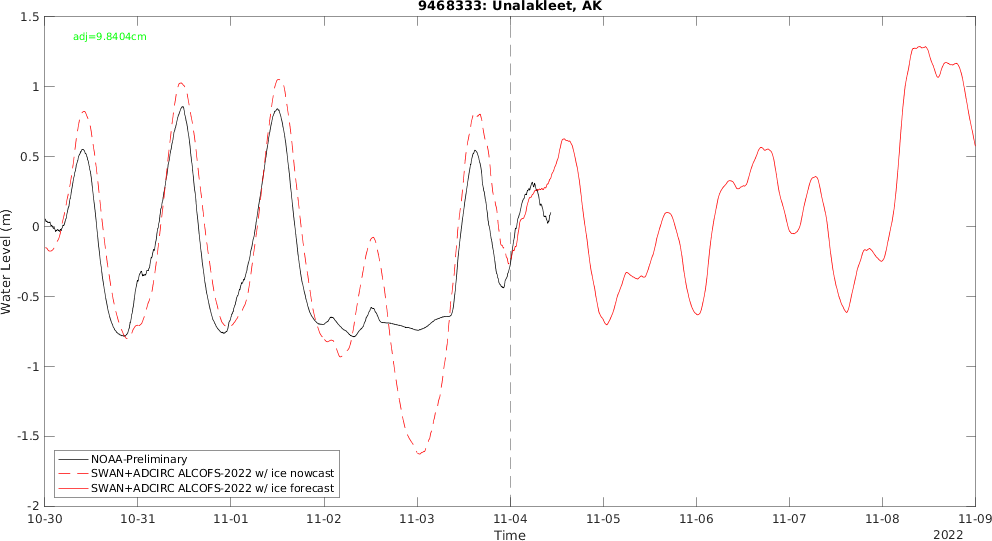 9468333: Unalakleet, AK
adj=9.8404cm
1.5
1
0.5
0
-0.5
-1
-1.5
-2
Water Level (m)
NOAA-Preliminary
SWAN+ADCIRC ALCOFS-2022 w/ ice nowcast
SWAN+ADCIRC ALCOFS-2022 w/ ice forecast
10-30 10-31 11-01 11-02 11-03 11-04 11-05 11-06 11-07 11-08 11-09
Time
2022